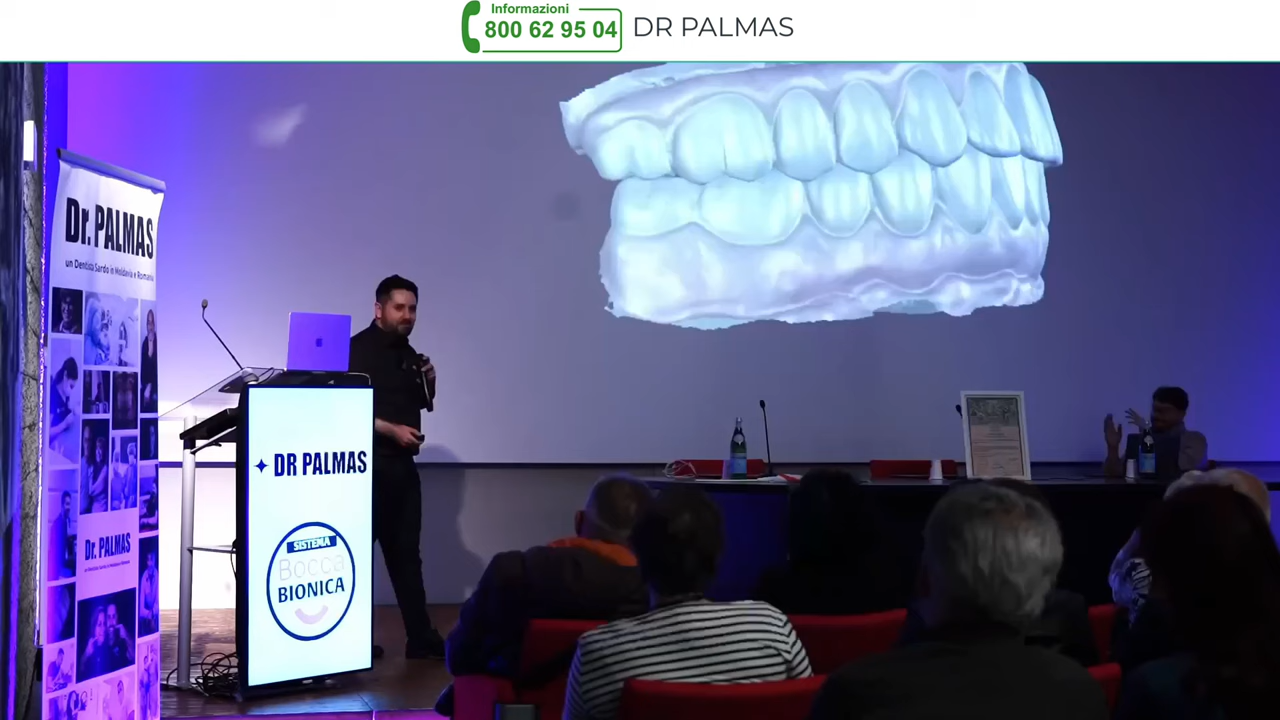 Informazioni
800 62 95 04
DR PALMAS
Dr. PALMAS
un Dentista Sardo in Moldavia e Romania
Dr. PALMAS
DR PALMAS
SISTEMA
Bocca
BIONICA